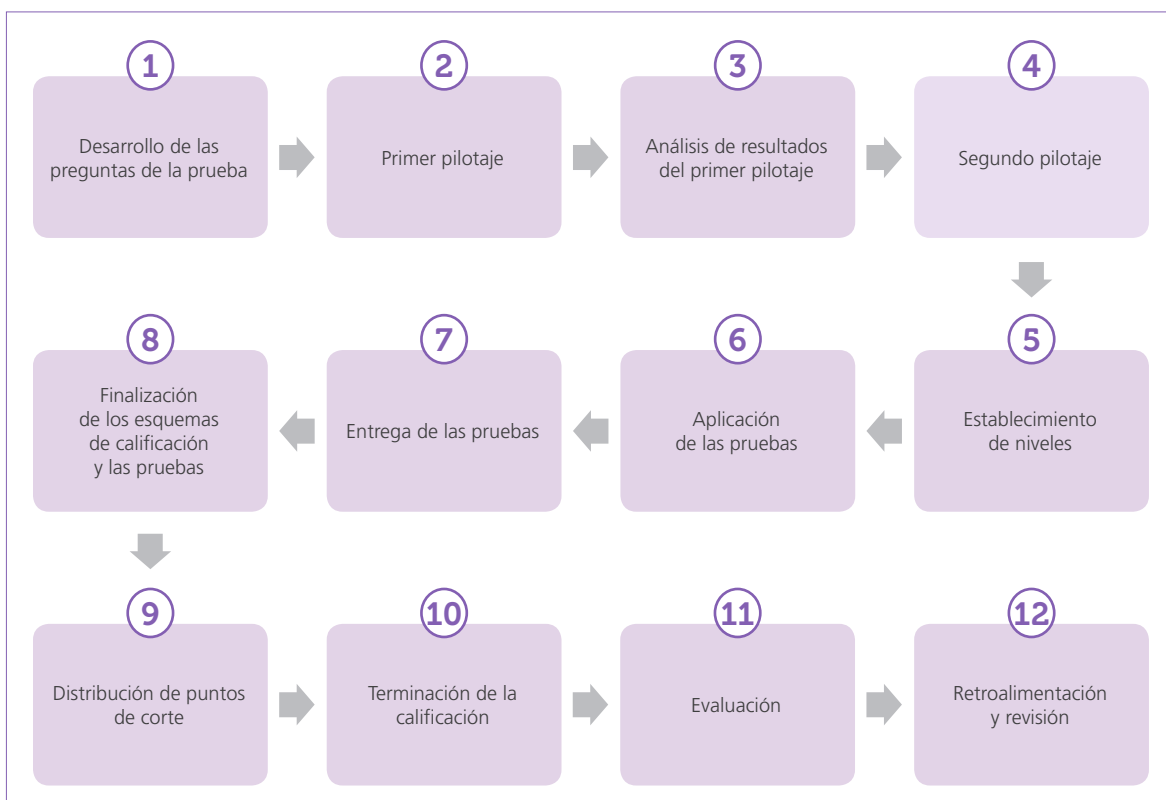 1
Desarrollo de las
preguntas de la prueba
2
Primer pilotaje
3
Análisis de resultados
del primer pilotaje
4
Segundo pilotaje
5
Establecimiento
de niveles
6
Aplicación
de las pruebas
7
Entrega de las pruebas
8
Finalización
de los esquemas
de calificación
y las pruebas
9
Distribución de puntos
de corte
10
Terminación de la
calificación
11
Evaluación
12
Retroalimentación
y revisión